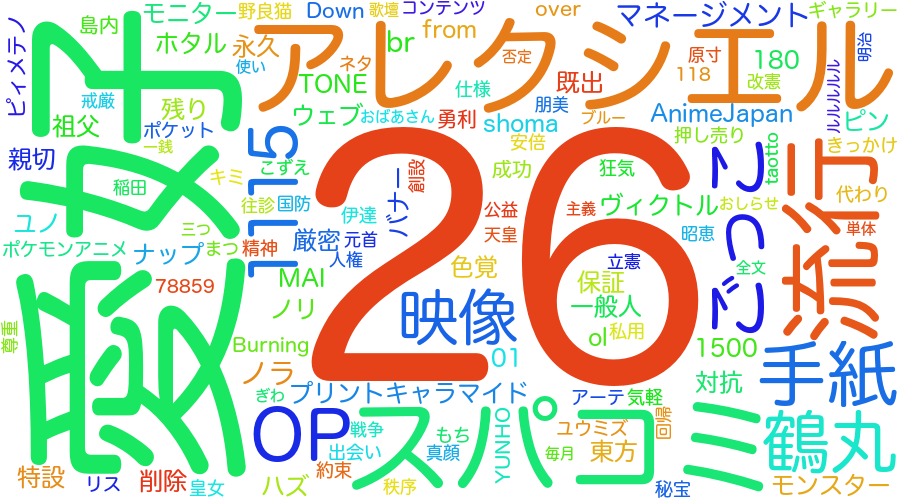 愛子
アレクシエル
26
流行
ごっこ
映像
スパコミ
OP
手紙
鶴丸
1115
モニター
野良猫
Down
歌壇
コンテンツ
over
マネージメント
ギャラリー
島内
ホタル
永久
使い
ネタ
br
from
否定
既出
原寸
118
180
改憲
明治
ピィメテノ
戒厳
残り
TONE
仕様
朋美
ブルー
AnimeJapan
ルルルルル
ピン
祖父
ポケット
一銭
ウェブ
おばあさん
勇利
shoma
安倍
押し売り
taotto
きっかけ
親切
稲田
キミ
こずえ
創設
成功
狂気
おしらせ
代わり
ユノ
往診
国防
伊達
バナー
公益
主義
ヴィクトル
単体
ポケモンアニメ
ナップ
三つ
まつ
精神
厳密
元首
人権
天皇
昭恵
立憲
全文
78859
MAI
ノリ
色覚
保証
一般人
私用
ol
尊重
Burning
ノラ
01
1500
対抗
ぎわ
プリントキャラマイド
アーテ
気軽
回帰
戦争
もち
YUNHO
ユウミズ
出会い
真顔
毎月
東方
特設
リス
削除
皇女
ハズ
約束
秩序
秘宝
モンスター